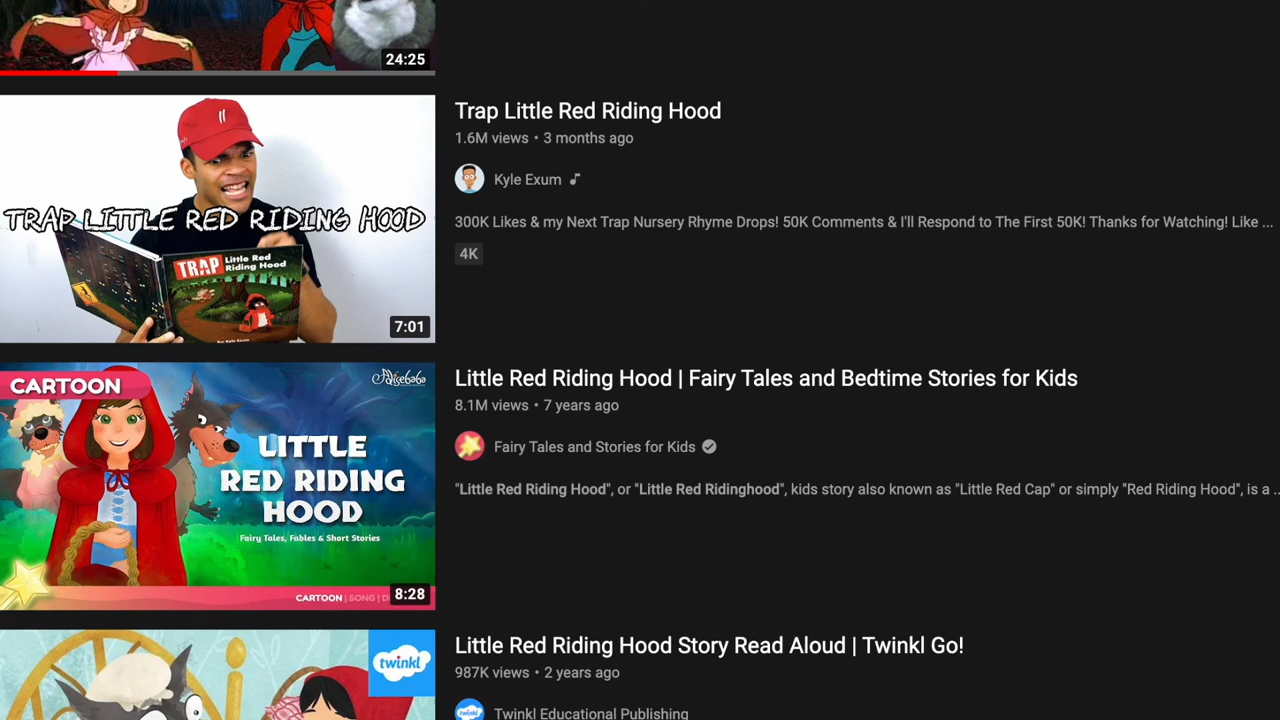 24:25
TRAP LITTLE RED RIDING HOOD
TRAP Little Red
Riding Hood
By: Kyle Exum
7:01
Trap Little Red Riding Hood
1.6M views • 3 months ago
Kyle Exum
300K Likes & my Next Trap Nursery Rhyme Drops! 50K Comments & I'll Respond to The First 50K! Thanks for Watching! Like ...
4K
CARTOON
Adisebaba
LITTLE
RED RIDING
HOOD
Fairy Tales, Fables & Short Stories
CARTOON | SONG |
8:28
Little Red Riding Hood | Fairy Tales and Bedtime Stories for Kids
8.1M views • 7 years ago
Fairy Tales and Stories for Kids
"Little Red Riding Hood", or "Little Red Ridinghood", kids story also known as "Little Red Cap" or simply "Red Riding Hood", is a ...
twinkl
Little Red Riding Hood Story Read Aloud | Twinkl Go!
987K views • 2 years ago
Twinkl Educational Publishing